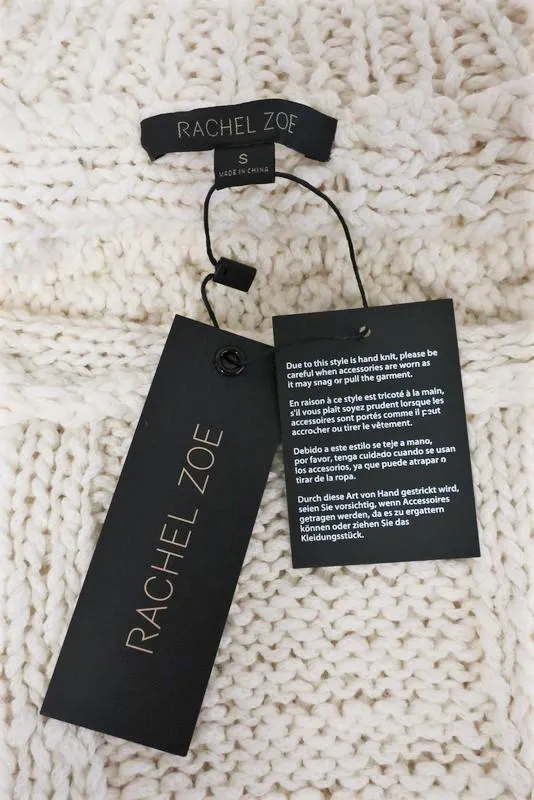 RACHEL ZOE
S
MADE IN CHINA
Due to this style is hand knit, please be
careful when accessories are worn as
it may snag or pull the garment.
En raison à ce style est tricoté à la main,
s'il vous plait soyez prudent lorsque les
accessoires sont portés comme il peut
accrocher ou tirer le vêtement.
Debido a este estilo se teje a mano,
por favor, tenga cuidado cuando se usan
los accesorios, ya que puede atrapar o
tirar de la ropa.
Durch diese Art von Hand gestrickt wird,
seien Sie vorsichtig, wenn Accessoires
getragen werden, da es zu ergattern
können oder ziehen Sie das
Kleidungsstück.
RACHEL ZOE